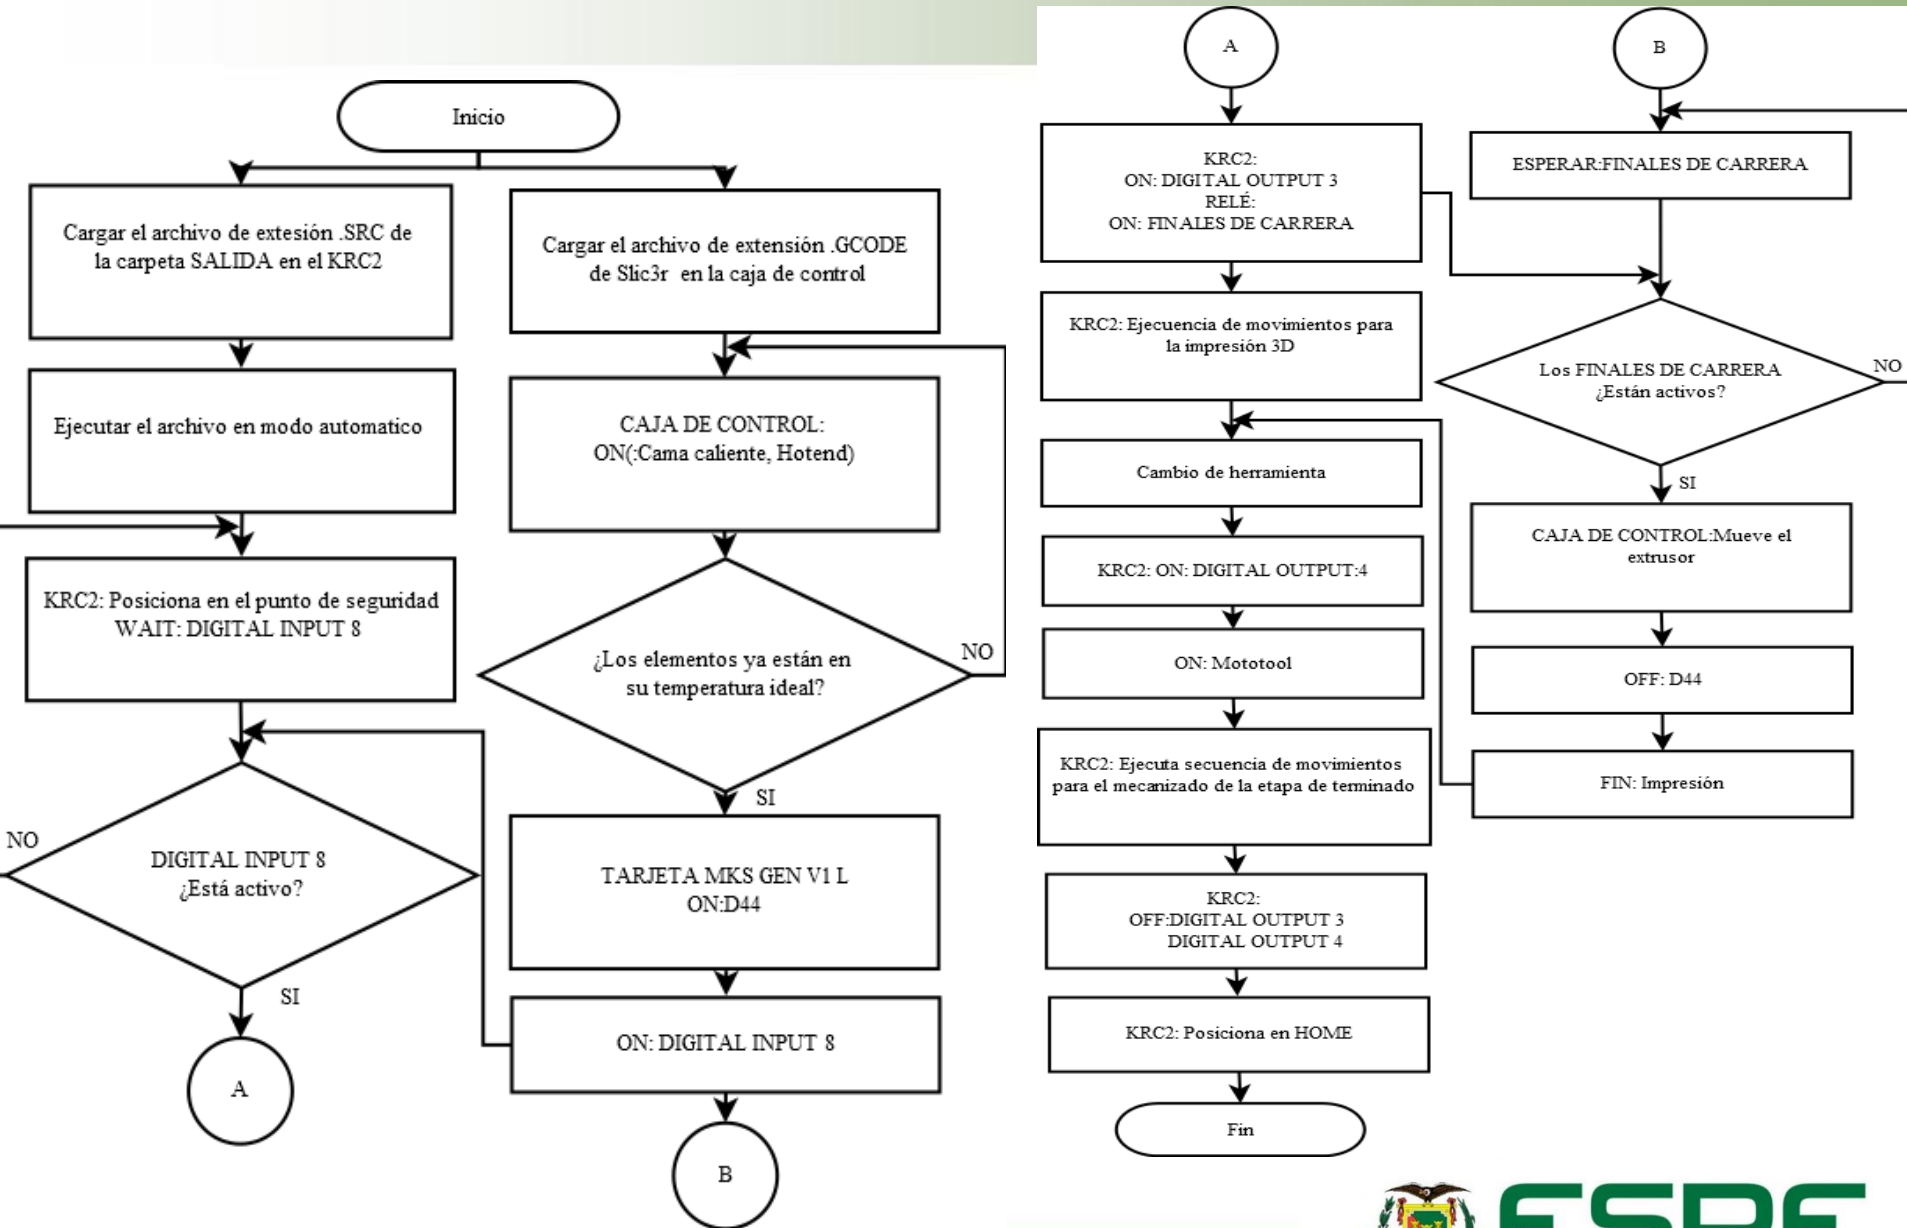 Inicio
Cargar el archivo de extesión .SRC de
la carpeta SALIDA en el KRC2
Ejecutar el archivo en modo automatico
KRC2: Posiciona en el punto de seguridad
WAIT: DIGITAL INPUT 8
NO
DIGITAL INPUT 8
¿Está activo?
SI
A
Cargar el archivo de extensión .GCODE
de Slic3r en la caja de control
CAJA DE CONTROL:
ON(:Cama caliente, Hotend)
¿Los elementos ya están en
su temperatura ideal?
NO
SI
TARJETA MKS GEN V1 L
ON:D44
ON: DIGITAL INPUT 8
B
A
KRC2:
ON: DIGITAL OUTPUT 3
RELÉ:
ON: FINALES DE CARRERA
KRC2: Ejecuencia de movimientos para
la impresión 3D
Cambio de herramienta
KRC2: ON: DIGITAL OUTPUT:4
ON: Mototool
KRC2: Ejecuta secuencia de movimientos
para el mecanizado de la etapa de terminado
KRC2:
OFF:DIGITAL OUTPUT 3
DIGITAL OUTPUT 4
KRC2: Posiciona en HOME
Fin
B
ESPERAR:FINALES DE CARRERA
Los FINALES DE CARRERA
¿Están activos?
NO
SI
CAJA DE CONTROL:Mueve el
extrusor
OFF: D44
FIN: Impresión
ESPE